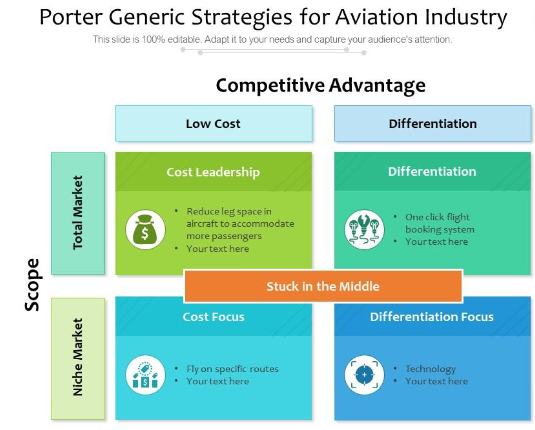 Porter Generic Strategies for Aviation Industry
This slide is 100% editable. Adapt it to your needs and capture your audience's attention.
Competitive Advantage
Low Cost
Differentiation
Scope
Total Market
Cost Leadership
• Reduce leg space in
aircraft to accommodate
more passengers
• Your text here
Differentiation
• One click flight
booking system
• Your text here
Stuck in the Middle
Niche Market
Cost Focus
• Fly on specific routes
• Your text here
Differentiation Focus
• Technology
• Your text here